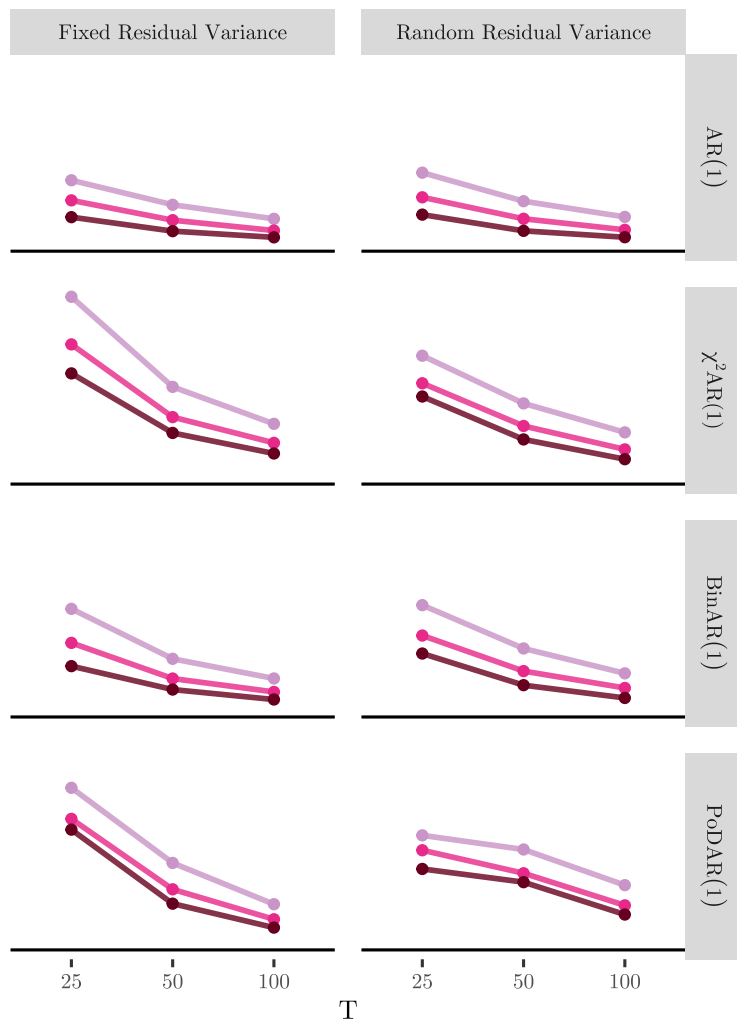 Fixed Residual Variance
Random Residual Variance
AR(1)
χ²AR(1)
BinAR(1)
PoDAR(1)
25 50 100 25 50 100
T